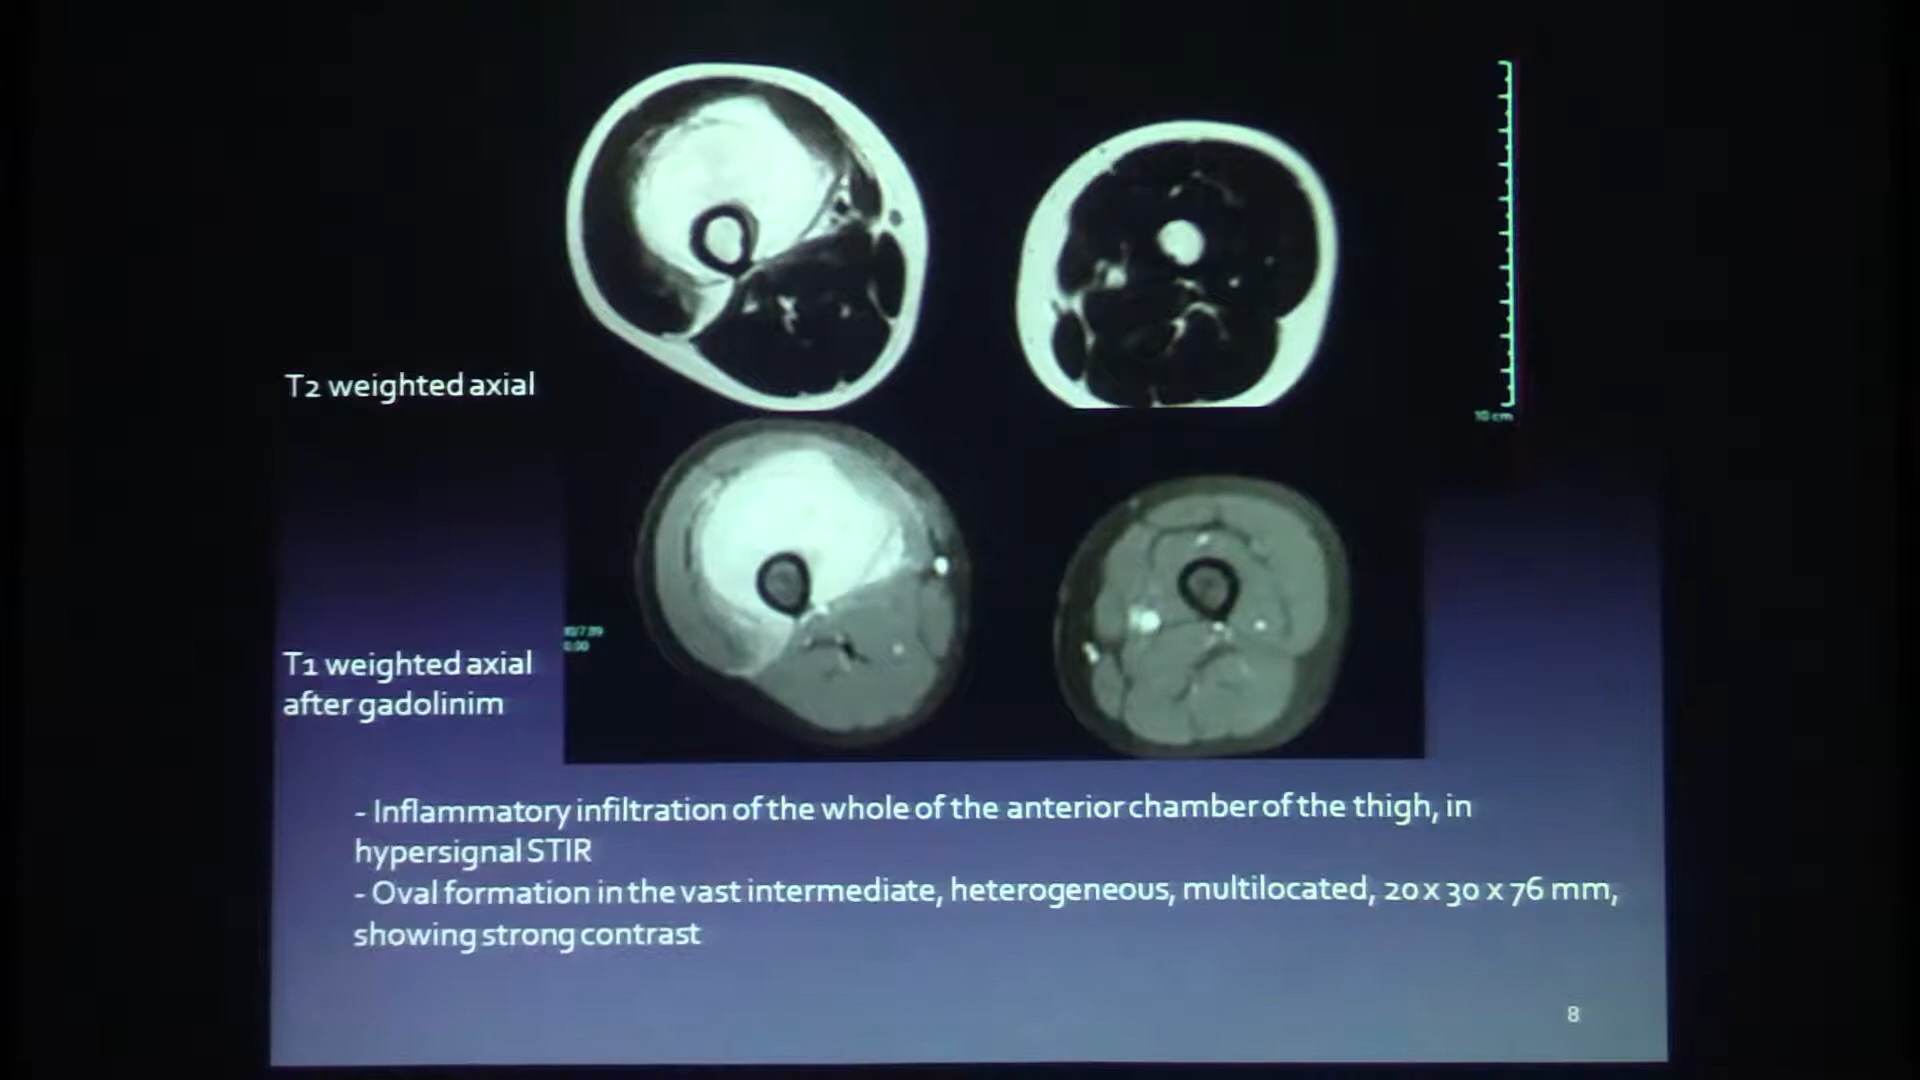 10 cm
T2 weighted axial
T1 weighted axial
after gadolinim
- Inflammatory infiltration of the whole of the anterior chamber of the thigh, in
hypersignal STIR
- Oval formation in the vast intermediate, heterogeneous, multilocated, 20 x 30 x 76 mm,
showing strong contrast
8